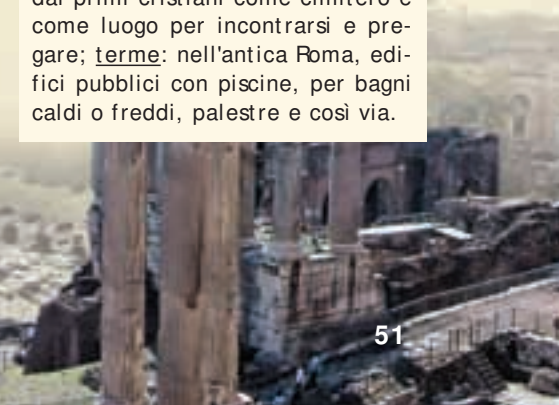 dai primi cristiani come cimitero e
come luogo per incontrarsi e pre-
gare; terme: nell'antica Roma, edi-
fici pubblici con piscine, per bagni
caldi o freddi, palestre e così via.
51